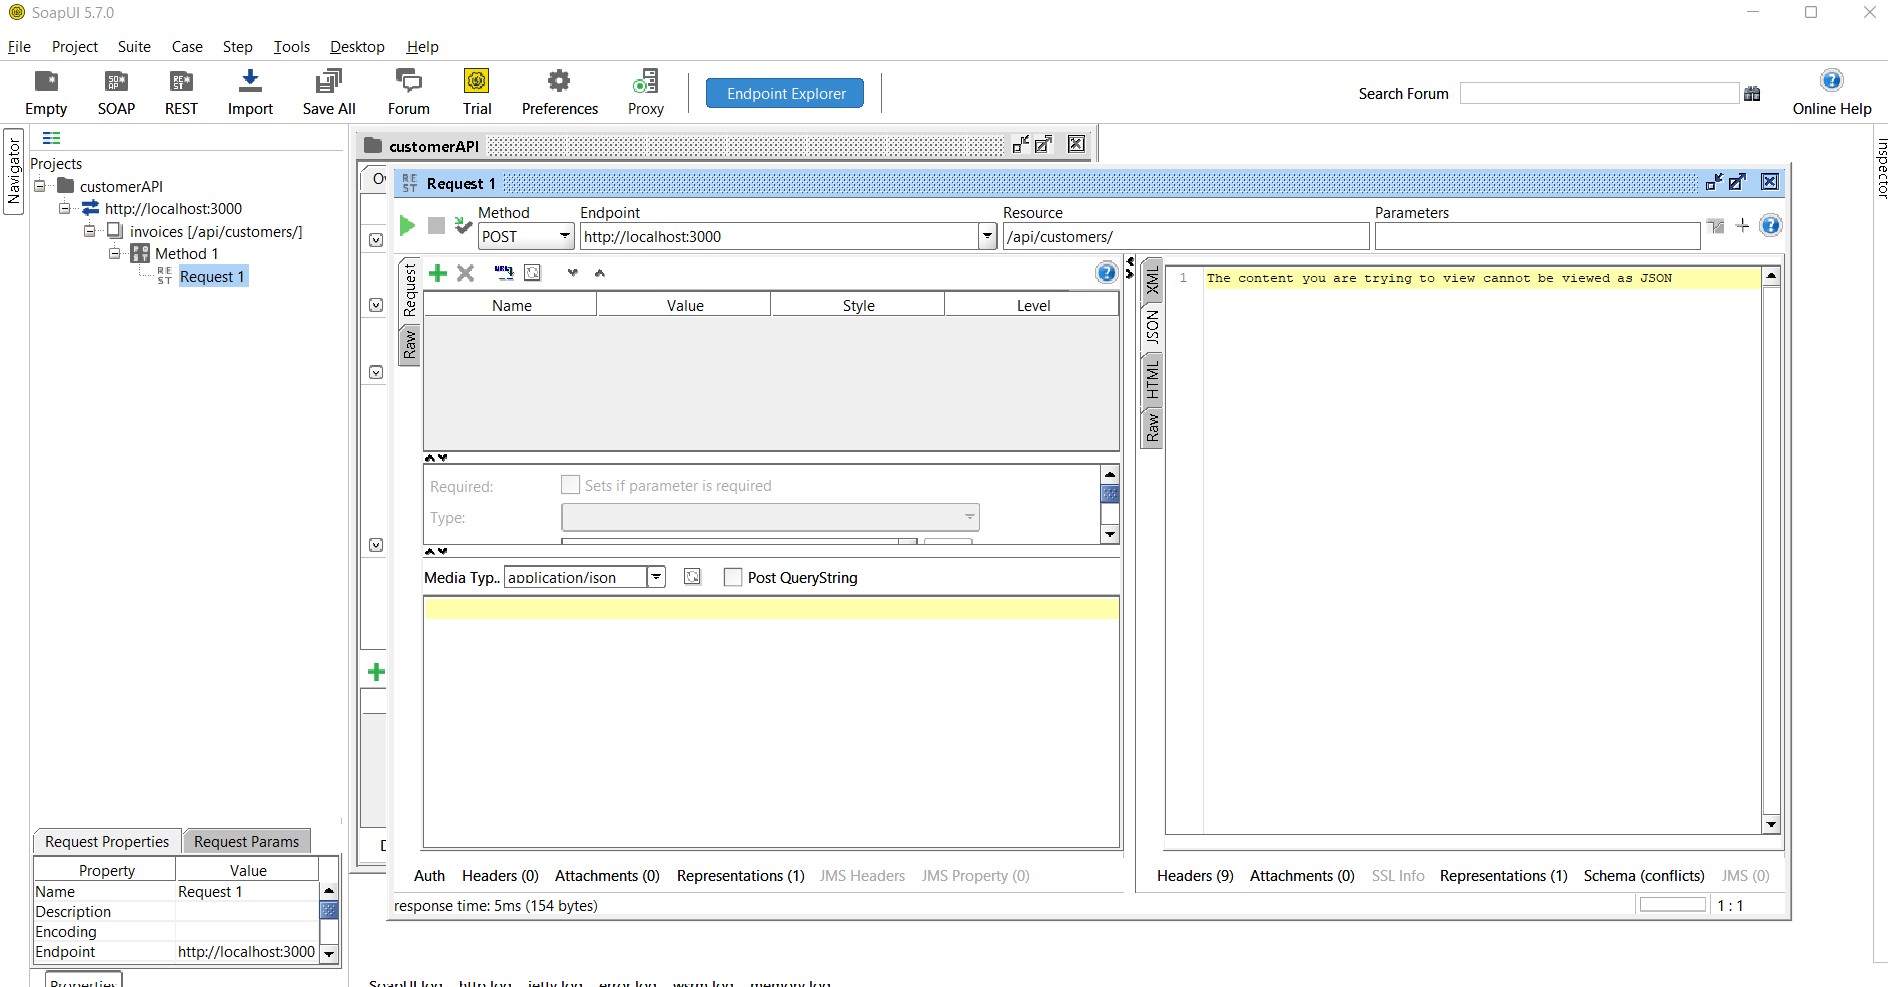 SoapUI 5.7.0
File Project Suite Case Step Tools Desktop Help
Empty SOAP REST Import Save All Forum Trial Preferences Proxy Endpoint Explorer Search Forum Online Help
Navigator
Inspector
Projects
customerAPI
http://localhost:3000
invoices [/api/customers/]
Method 1
Request 1
customerAPI
Request 1
Method Endpoint Resource Parameters
POST http://localhost:3000 /api/customers/
Request
Raw
Name Value Style Level
Required: Sets if parameter is required
Type:
Media Typ.. application/json Post QueryString
Auth Headers (0) Attachments (0) Representations (1) JMS Headers JMS Property (0)
XML
JSON
HTML
Raw
1 The content you are trying to view cannot be viewed as JSON
Headers (9) Attachments (0) SSL Info Representations (1) Schema (conflicts) JMS (0)
response time: 5ms (154 bytes) 1 : 1
Request Properties Request Params
Property Value
Name Request 1
Description
Encoding
Endpoint http://localhost:3000
Properties
SoapUI log http log jetty log error log wsrm log memory log